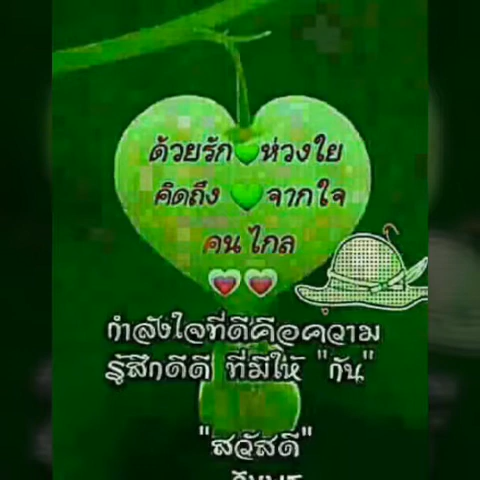 ด้วยรัก💚ห่วงใย
คิดถึง 💚จากใจ
คนไกล
กำลังใจที่ดีคือความ
รู้สึกดีดี ที่มีให้ "กัน"
"สวัสดี"